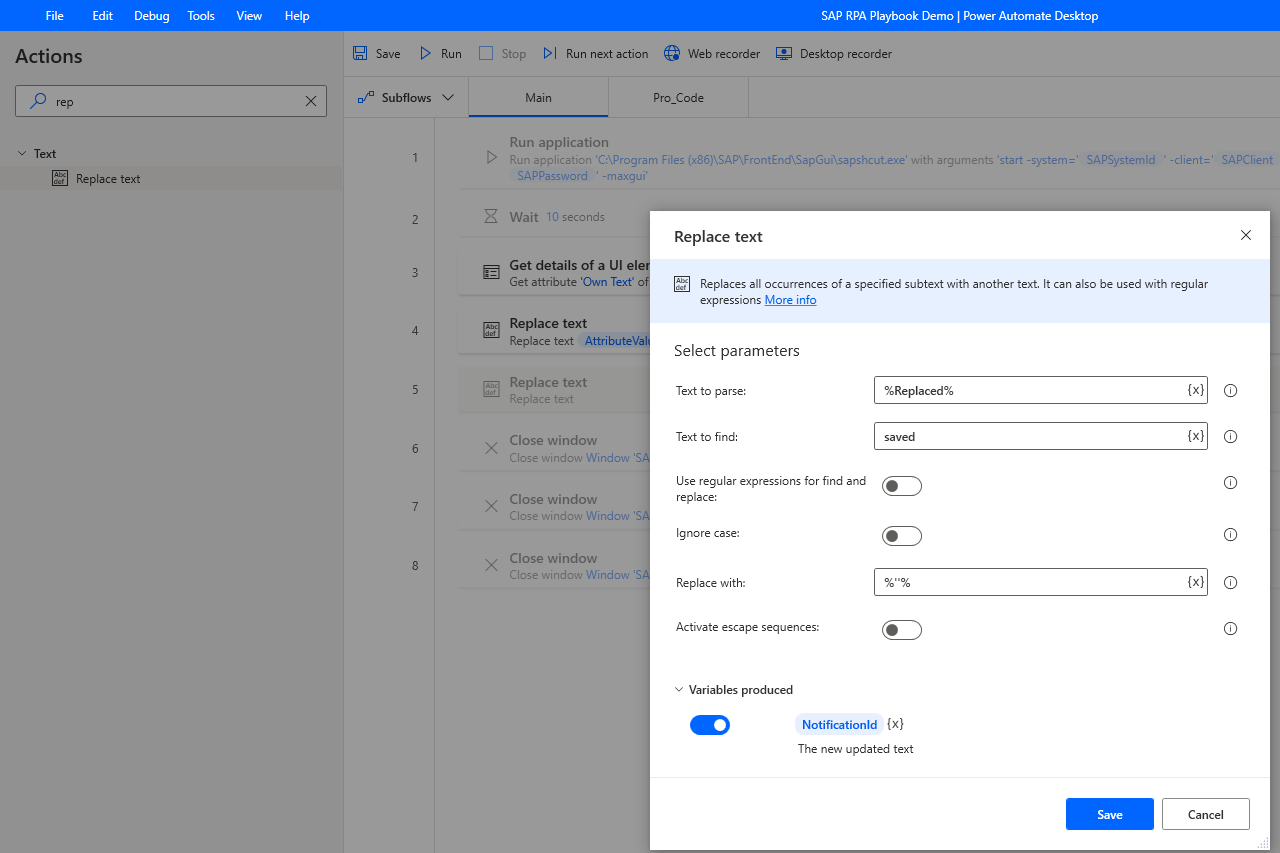 File Edit Debug Tools View Help SAP RPA Playbook Demo | Power Automate Desktop
Actions
Save Run Stop Run next action Web recorder Desktop recorder
rep
Subflows Main Pro_Code
Text
Replace text
1 Run application
Run application 'C:\Program Files (x86)\SAP\FrontEnd\SapGui\sapshcut.exe' with arguments 'start -system=' SAPSystemId ' -client=' SAPClient
SAPPassword ' -maxgui'
2 Wait 10 seconds
3 Get details of a UI elem
Get attribute 'Own Text' of
4 Replace text
Replace text AttributeValu
5 Replace text
Replace text
6 Close window
Close window Window 'SA
7 Close window
Close window Window 'SA
8 Close window
Close window Window 'SA
Replace text
Abc
def
Replaces all occurrences of a specified subtext with another text. It can also be used with regular
expressions More info
Select parameters
Text to parse: %Replaced% {x}
Text to find: saved {x}
Use regular expressions for find and
replace:
Ignore case:
Replace with: %''% {x}
Activate escape sequences:
Variables produced
NotificationId {x}
The new updated text
Save Cancel